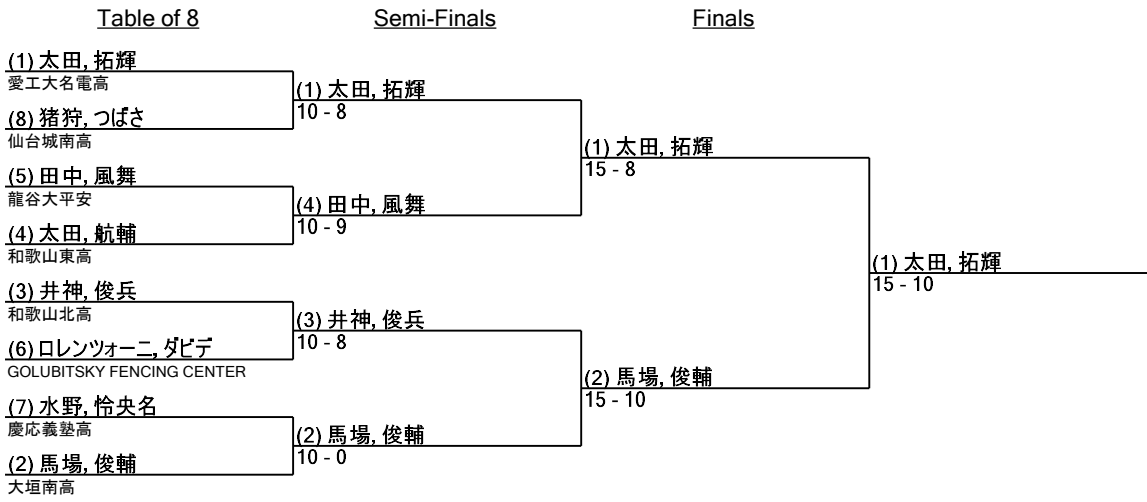 Table of 8
Semi-Finals
Finals
(1) 太田, 拓輝
愛工大名電高
(8) 猪狩, つばさ
仙台城南高
(5) 田中, 風舞
龍谷大平安
(4) 太田, 航輔
和歌山東高
(3) 井神, 俊兵
和歌山北高
(6) ロレンツォーニ, ダビデ
GOLUBITSKY FENCING CENTER
(7) 水野, 怜央名
慶応義塾高
(2) 馬場, 俊輔
大垣南高
(1) 太田, 拓輝
10 - 8
(4) 田中, 風舞
10 - 9
(3) 井神, 俊兵
10 - 8
(2) 馬場, 俊輔
10 - 0
(1) 太田, 拓輝
15 - 8
(2) 馬場, 俊輔
15 - 10
(1) 太田, 拓輝
15 - 10